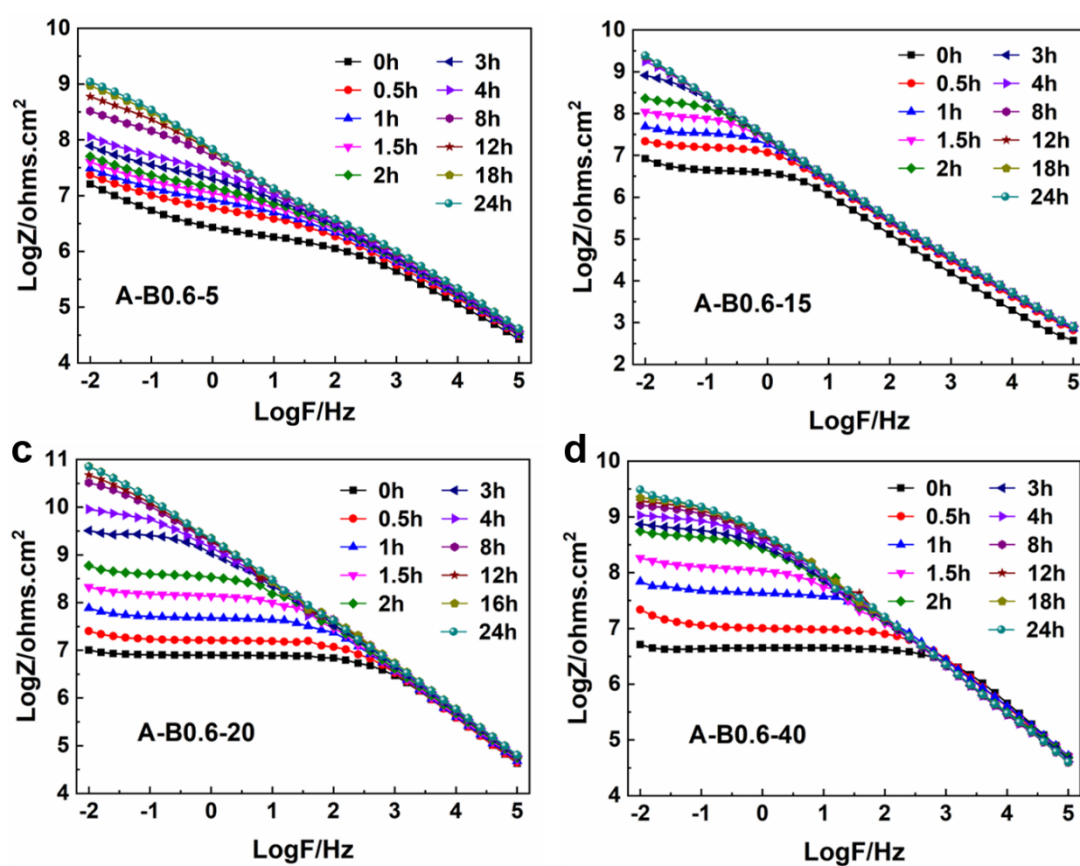 10
9
8
7
6
5
4
LogZ/ohms.cm²
0h
0.5h
1h
1.5h
2h
3h
4h
8h
12h
18h
24h
A-B0.6-5
-2 -1 0 1 2 3 4 5
LogF/Hz
10
9
8
7
6
5
4
3
2
LogZ/ohms.cm²
0h
0.5h
1h
1.5h
2h
3h
4h
8h
12h
18h
24h
A-B0.6-15
-2 -1 0 1 2 3 4 5
LogF/Hz
c
11
10
9
8
7
6
5
4
LogZ/ohms.cm²
0h
0.5h
1h
1.5h
2h
3h
4h
8h
12h
16h
24h
A-B0.6-20
-2 -1 0 1 2 3 4 5
LogF/Hz
d
10
9
8
7
6
5
4
LogZ/ohms.cm²
0h
0.5h
1h
1.5h
2h
3h
4h
8h
12h
18h
24h
A-B0.6-40
-2 -1 0 1 2 3 4 5
LogF/Hz